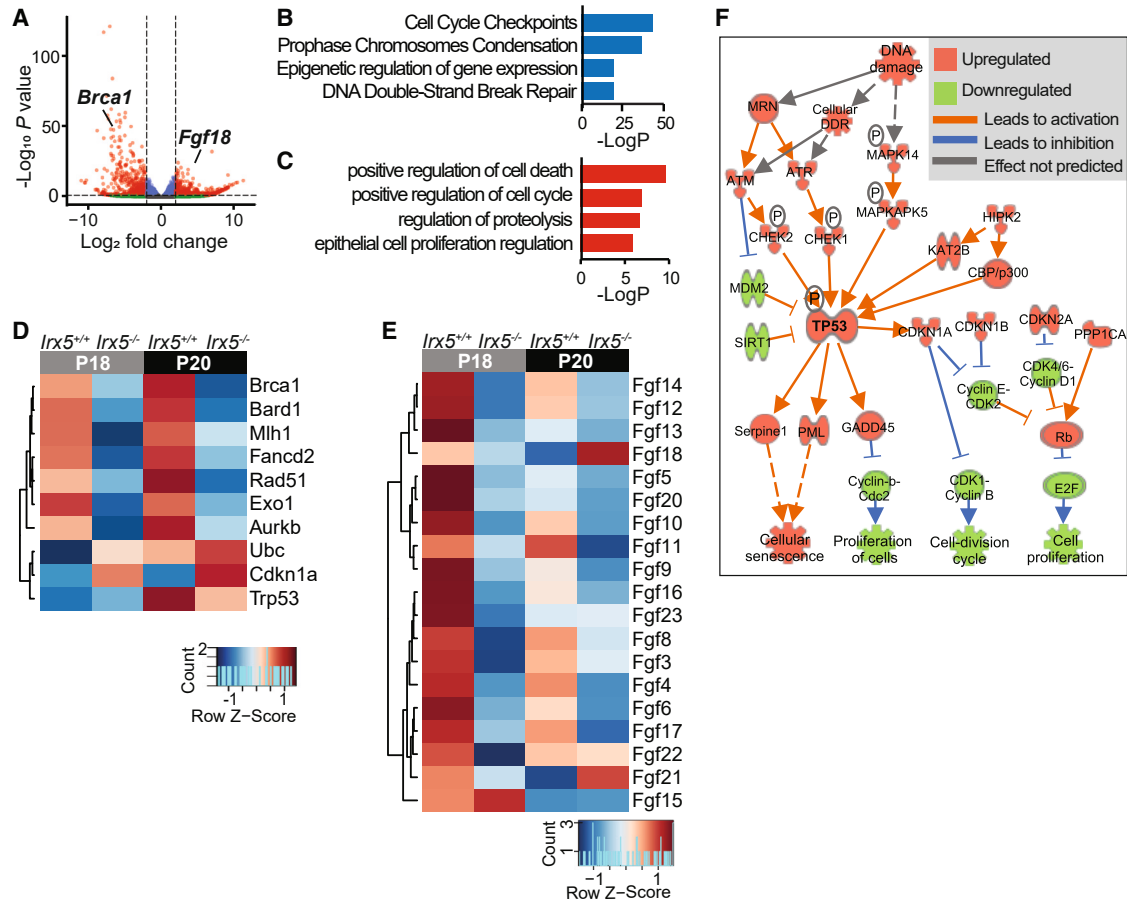 A
-Log₁₀ P value
100
50
0
Brca1
Fgf18
−10
0
10
Log₂ fold change
B
Cell Cycle Checkpoints
Prophase Chromosomes Condensation
Epigenetic regulation of gene expression
DNA Double-Strand Break Repair
0 25 50
-LogP
C
positive regulation of cell death
positive regulation of cell cycle
regulation of proteolysis
epithelial cell proliferation regulation
0 5 10
-LogP
D
Irx5+/+ Irx5-/- Irx5+/+ Irx5-/-
P18 P20
Brca1
Bard1
Mlh1
Fancd2
Rad51
Exo1
Aurkb
Ubc
Cdkn1a
Trp53
2
Count
-1 1
Row Z-Score
E
Irx5+/+ Irx5-/- Irx5+/+ Irx5-/-
P18 P20
Fgf14
Fgf12
Fgf13
Fgf18
Fgf5
Fgf20
Fgf10
Fgf11
Fgf9
Fgf16
Fgf23
Fgf8
Fgf3
Fgf4
Fgf6
Fgf17
Fgf22
Fgf21
Fgf15
3
1
Count
−1 1
Row Z-Score
F
Upregulated
Downregulated
Leads to activation
Leads to inhibition
Effect not predicted
DNA
damage
MRN
Cellular
DDR
P
MAPK14
ATM
ATR
P
MAPKAPK5
P
CHEK2
P
CHEK1
HIPK2
KAT2B
CBP/p300
MDM2
P
TP53
SIRT1
CDKN1A
CDKN1B
CDKN2A
PPP1CA
CDK4/6-
Cyclin D1
Cyclin E-
CDK2
Serpine1
PML
GADD45
Rb
Cyclin-b-
Cdc2
CDK1-
Cyclin B
E2F
Cellular
senescence
Proliferation
of cells
Cell-division
cycle
Cell
proliferation